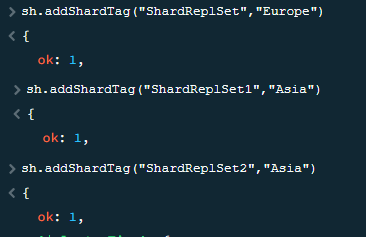 > sh.addShardTag("ShardReplSet","Europe")
< {
ok: 1,
> sh.addShardTag("ShardReplSet1","Asia")
< {
ok: 1,
> sh.addShardTag("ShardReplSet2","Asia")
< {
ok: 1,